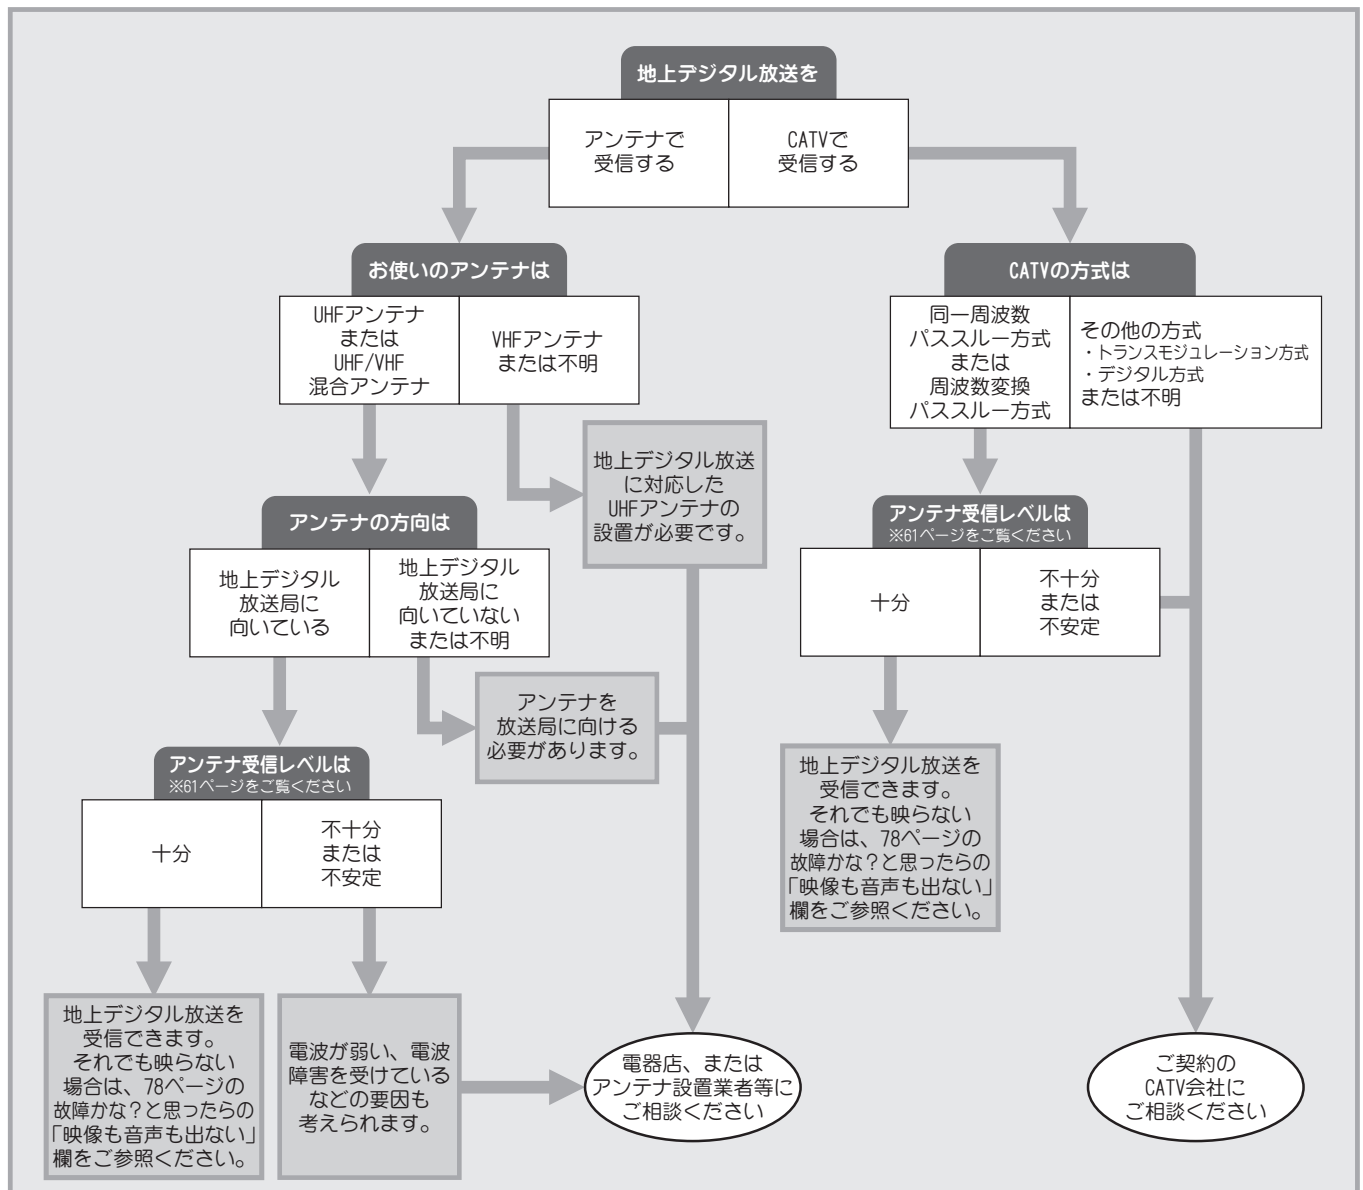 地上デジタル放送を
アンテナで
受信する
CATVで
受信する
お使いのアンテナは
UHFアンテナ
または
UHF/VHF
混合アンテナ
VHFアンテナ
または不明
CATVの方式は
同一周波数
パススルー方式
または
周波数変換
パススルー方式
その他の方式
・トランスモジュレーション方式
・デジタル方式
または不明
地上デジタル放送
に対応した
UHFアンテナの
設置が必要です。
アンテナの方向は
地上デジタル
放送局に
向いている
地上デジタル
放送局に
向いていない
または不明
アンテナ受信レベルは
※61ページをご覧ください
十分
不十分
または
不安定
アンテナを
放送局に向ける
必要があります。
アンテナ受信レベルは
※61ページをご覧ください
十分
不十分
または
不安定
地上デジタル放送を
受信できます。
それでも映らない
場合は、78ページの
故障かな？と思ったらの
「映像も音声も出ない」
欄をご参照ください。
地上デジタル放送を
受信できます。
それでも映らない
場合は、78ページの
故障かな？と思ったらの
「映像も音声も出ない」
欄をご参照ください。
電波が弱い、電波
障害を受けている
などの要因も
考えられます。
電器店、または
アンテナ設置業者等に
ご相談ください
ご契約の
CATV会社に
ご相談ください